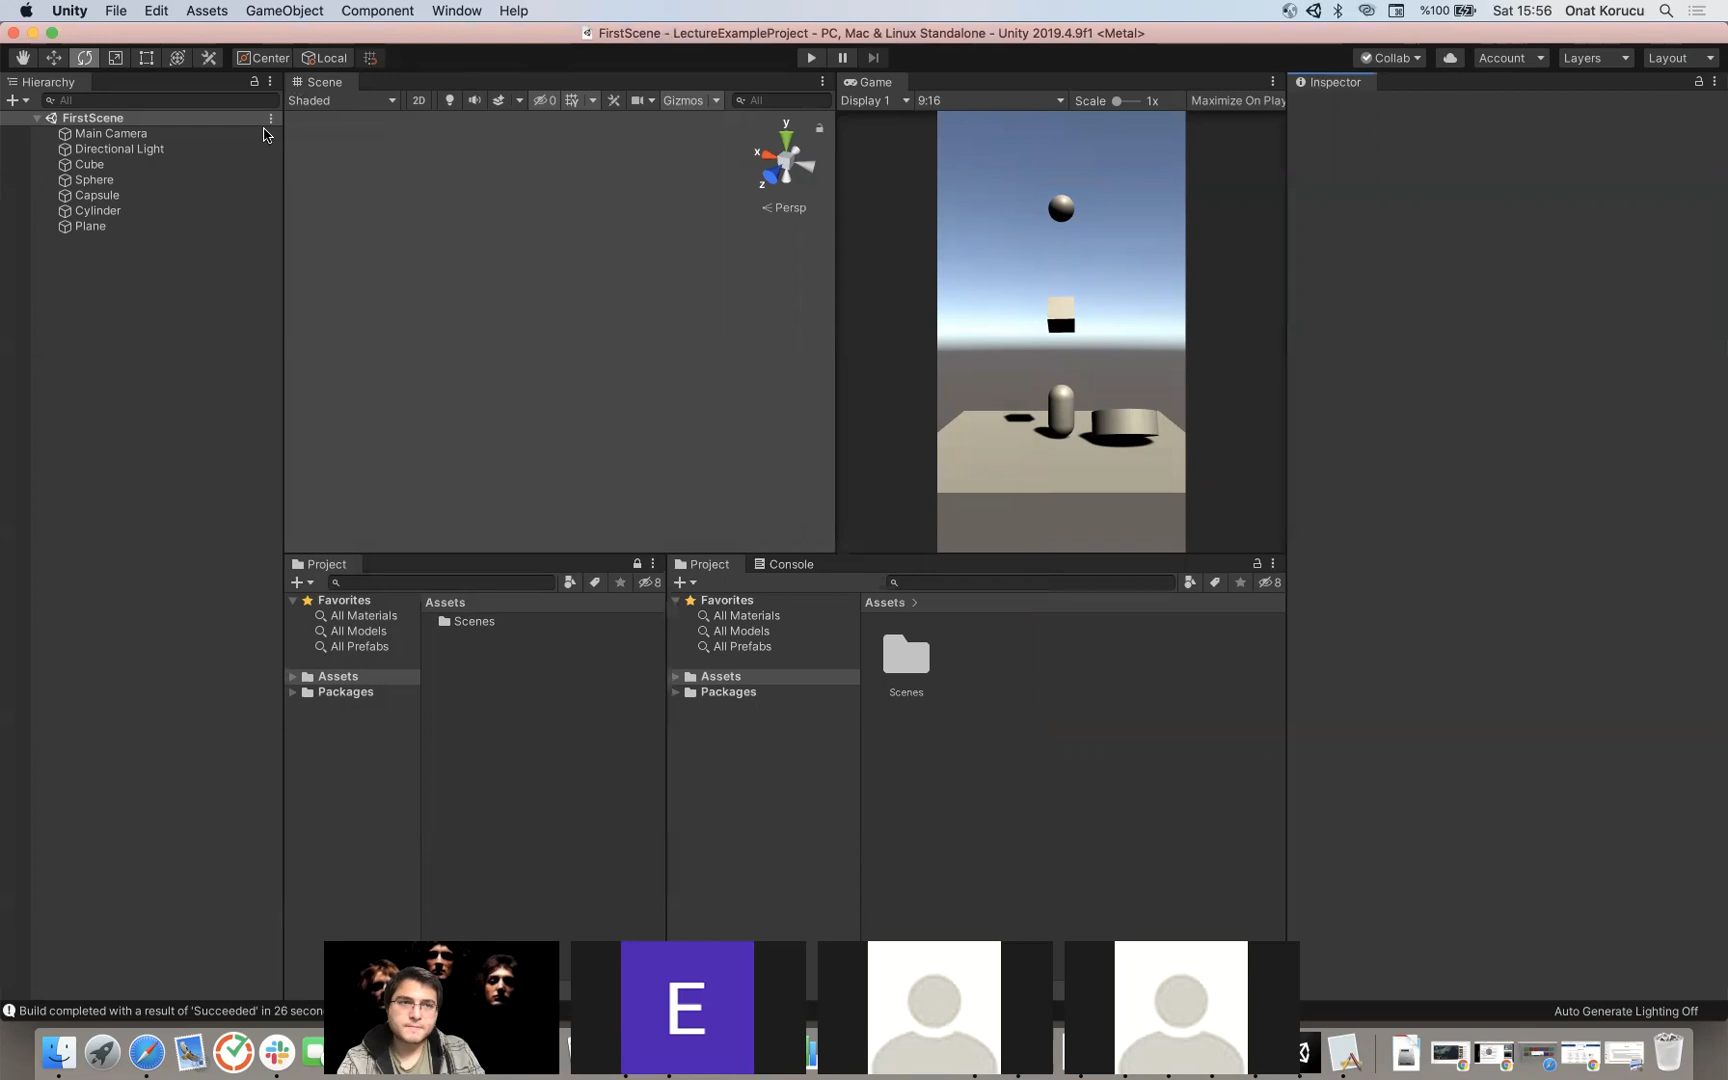 Unity File Edit Assets GameObject Component Window Help %100 Sat 15:56 Onat Korucu
FirstScene - LectureExampleProject - PC, Mac & Linux Standalone - Unity 2019.4.9f1 <Metal>
Center Local Collab Account Layers Layout
Hierarchy Scene Game Inspector
All Shaded 2D 0 Gizmos All Display 1 9:16 Scale 1x Maximize On Play
FirstScene
Main Camera
Directional Light
Cube
Sphere
Capsule
Cylinder
Plane
y
x
z
Persp
Project Project Console
8 8
Favorites Assets Favorites Assets
All Materials Scenes All Materials
All Models All Models
All Prefabs All Prefabs
Assets Assets
Packages Packages Scenes
E
Build completed with a result of 'Succeeded' in 26 secon Auto Generate Lighting Off